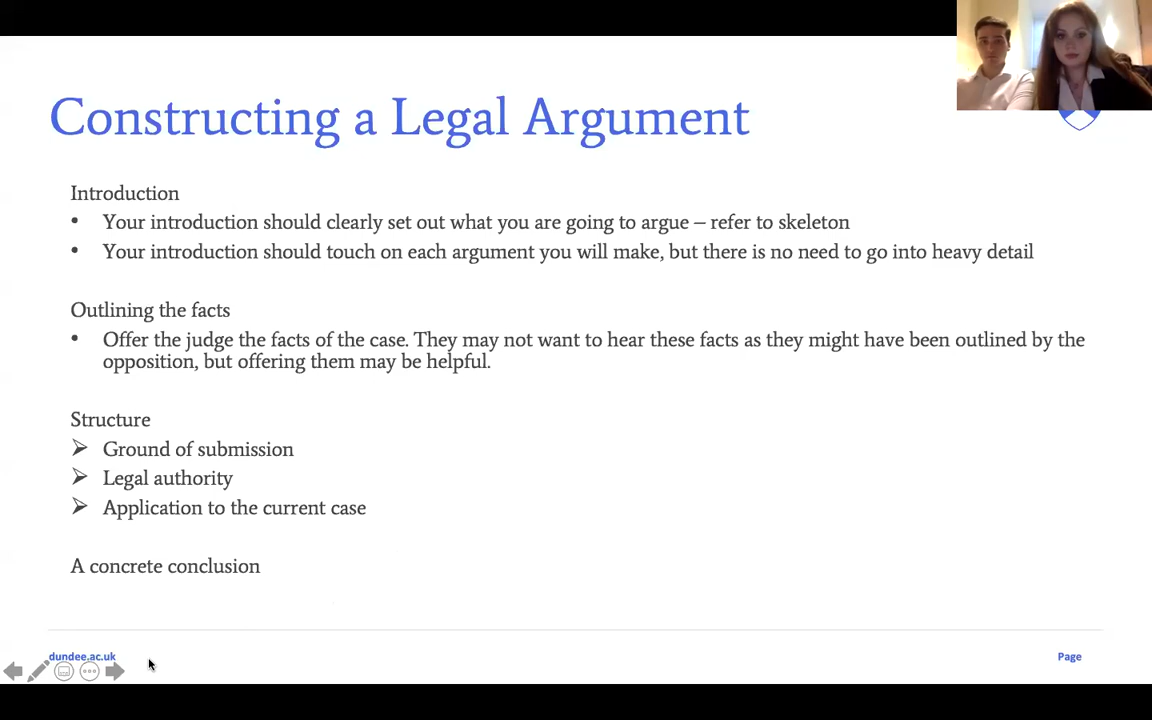 Constructing a Legal Argument
Introduction
• Your introduction should clearly set out what you are going to argue – refer to skeleton
• Your introduction should touch on each argument you will make, but there is no need to go into heavy detail
Outlining the facts
• Offer the judge the facts of the case. They may not want to hear these facts as they might have been outlined by the
opposition, but offering them may be helpful.
Structure
➢ Ground of submission
➢ Legal authority
➢ Application to the current case
A concrete conclusion
dundee.ac.uk
Page